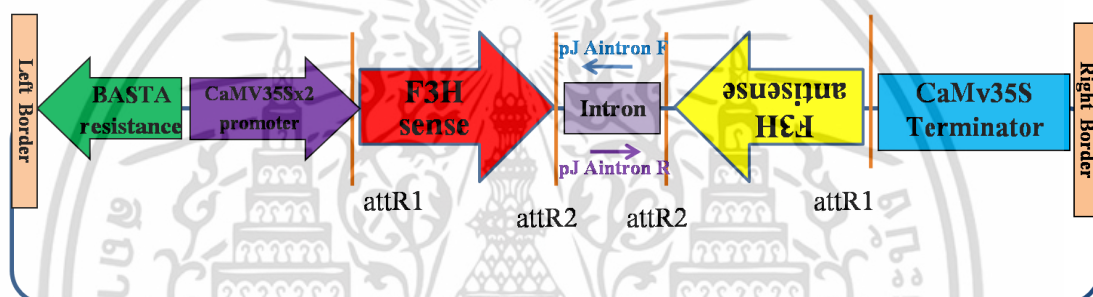 Left Border
BASTA
resistance
CaMV35Sx2
promoter
attR1
F3H
sense
attR2
pJ Aintron F
Intron
pJ Aintron R
attR2
F3H
antisense
attR1
CaMv35S
Terminator
Right Border